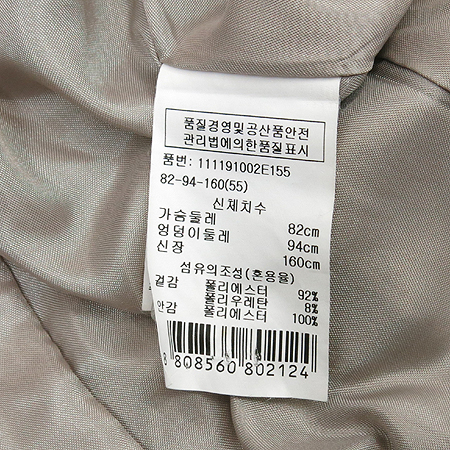 품질경영및공산품안전
관리법에의한품질표시
품번: 111191002E155
82-94-160(55)
신체치수
가슴둘레 82cm
엉덩이둘레 94cm
신장 160cm
섬유의조성(혼용율)
겉감 폴리에스터 92%
폴리우레탄 8%
안감 폴리에스터 100%
8 808560 802124